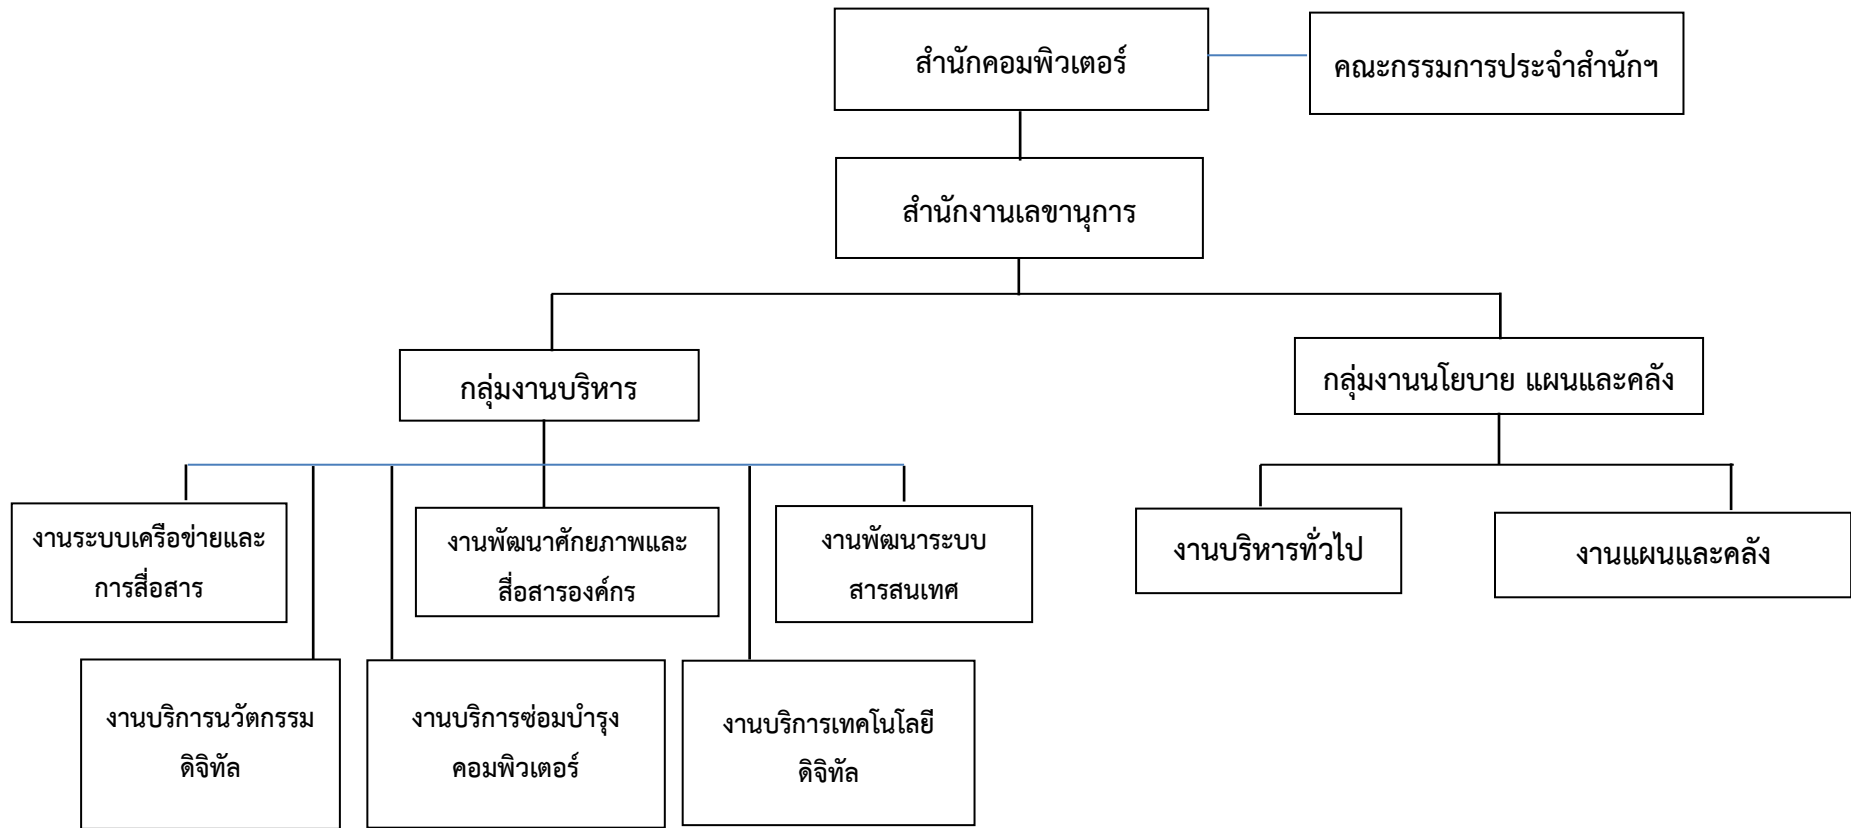 สำนักคอมพิวเตอร์
คณะกรรมการประจำสำนักฯ
สำนักงานเลขานุการ
กลุ่มงานบริหาร
กลุ่มงานนโยบาย แผนและคลัง
งานระบบเครือข่ายและ
การสื่อสาร
งานพัฒนาศักยภาพและ
สื่อสารองค์กร
งานพัฒนาระบบ
สารสนเทศ
งานบริหารทั่วไป
งานแผนและคลัง
งานบริการนวัตกรรม
ดิจิทัล
งานบริการซ่อมบำรุง
คอมพิวเตอร์
งานบริการเทคโนโลยี
ดิจิทัล